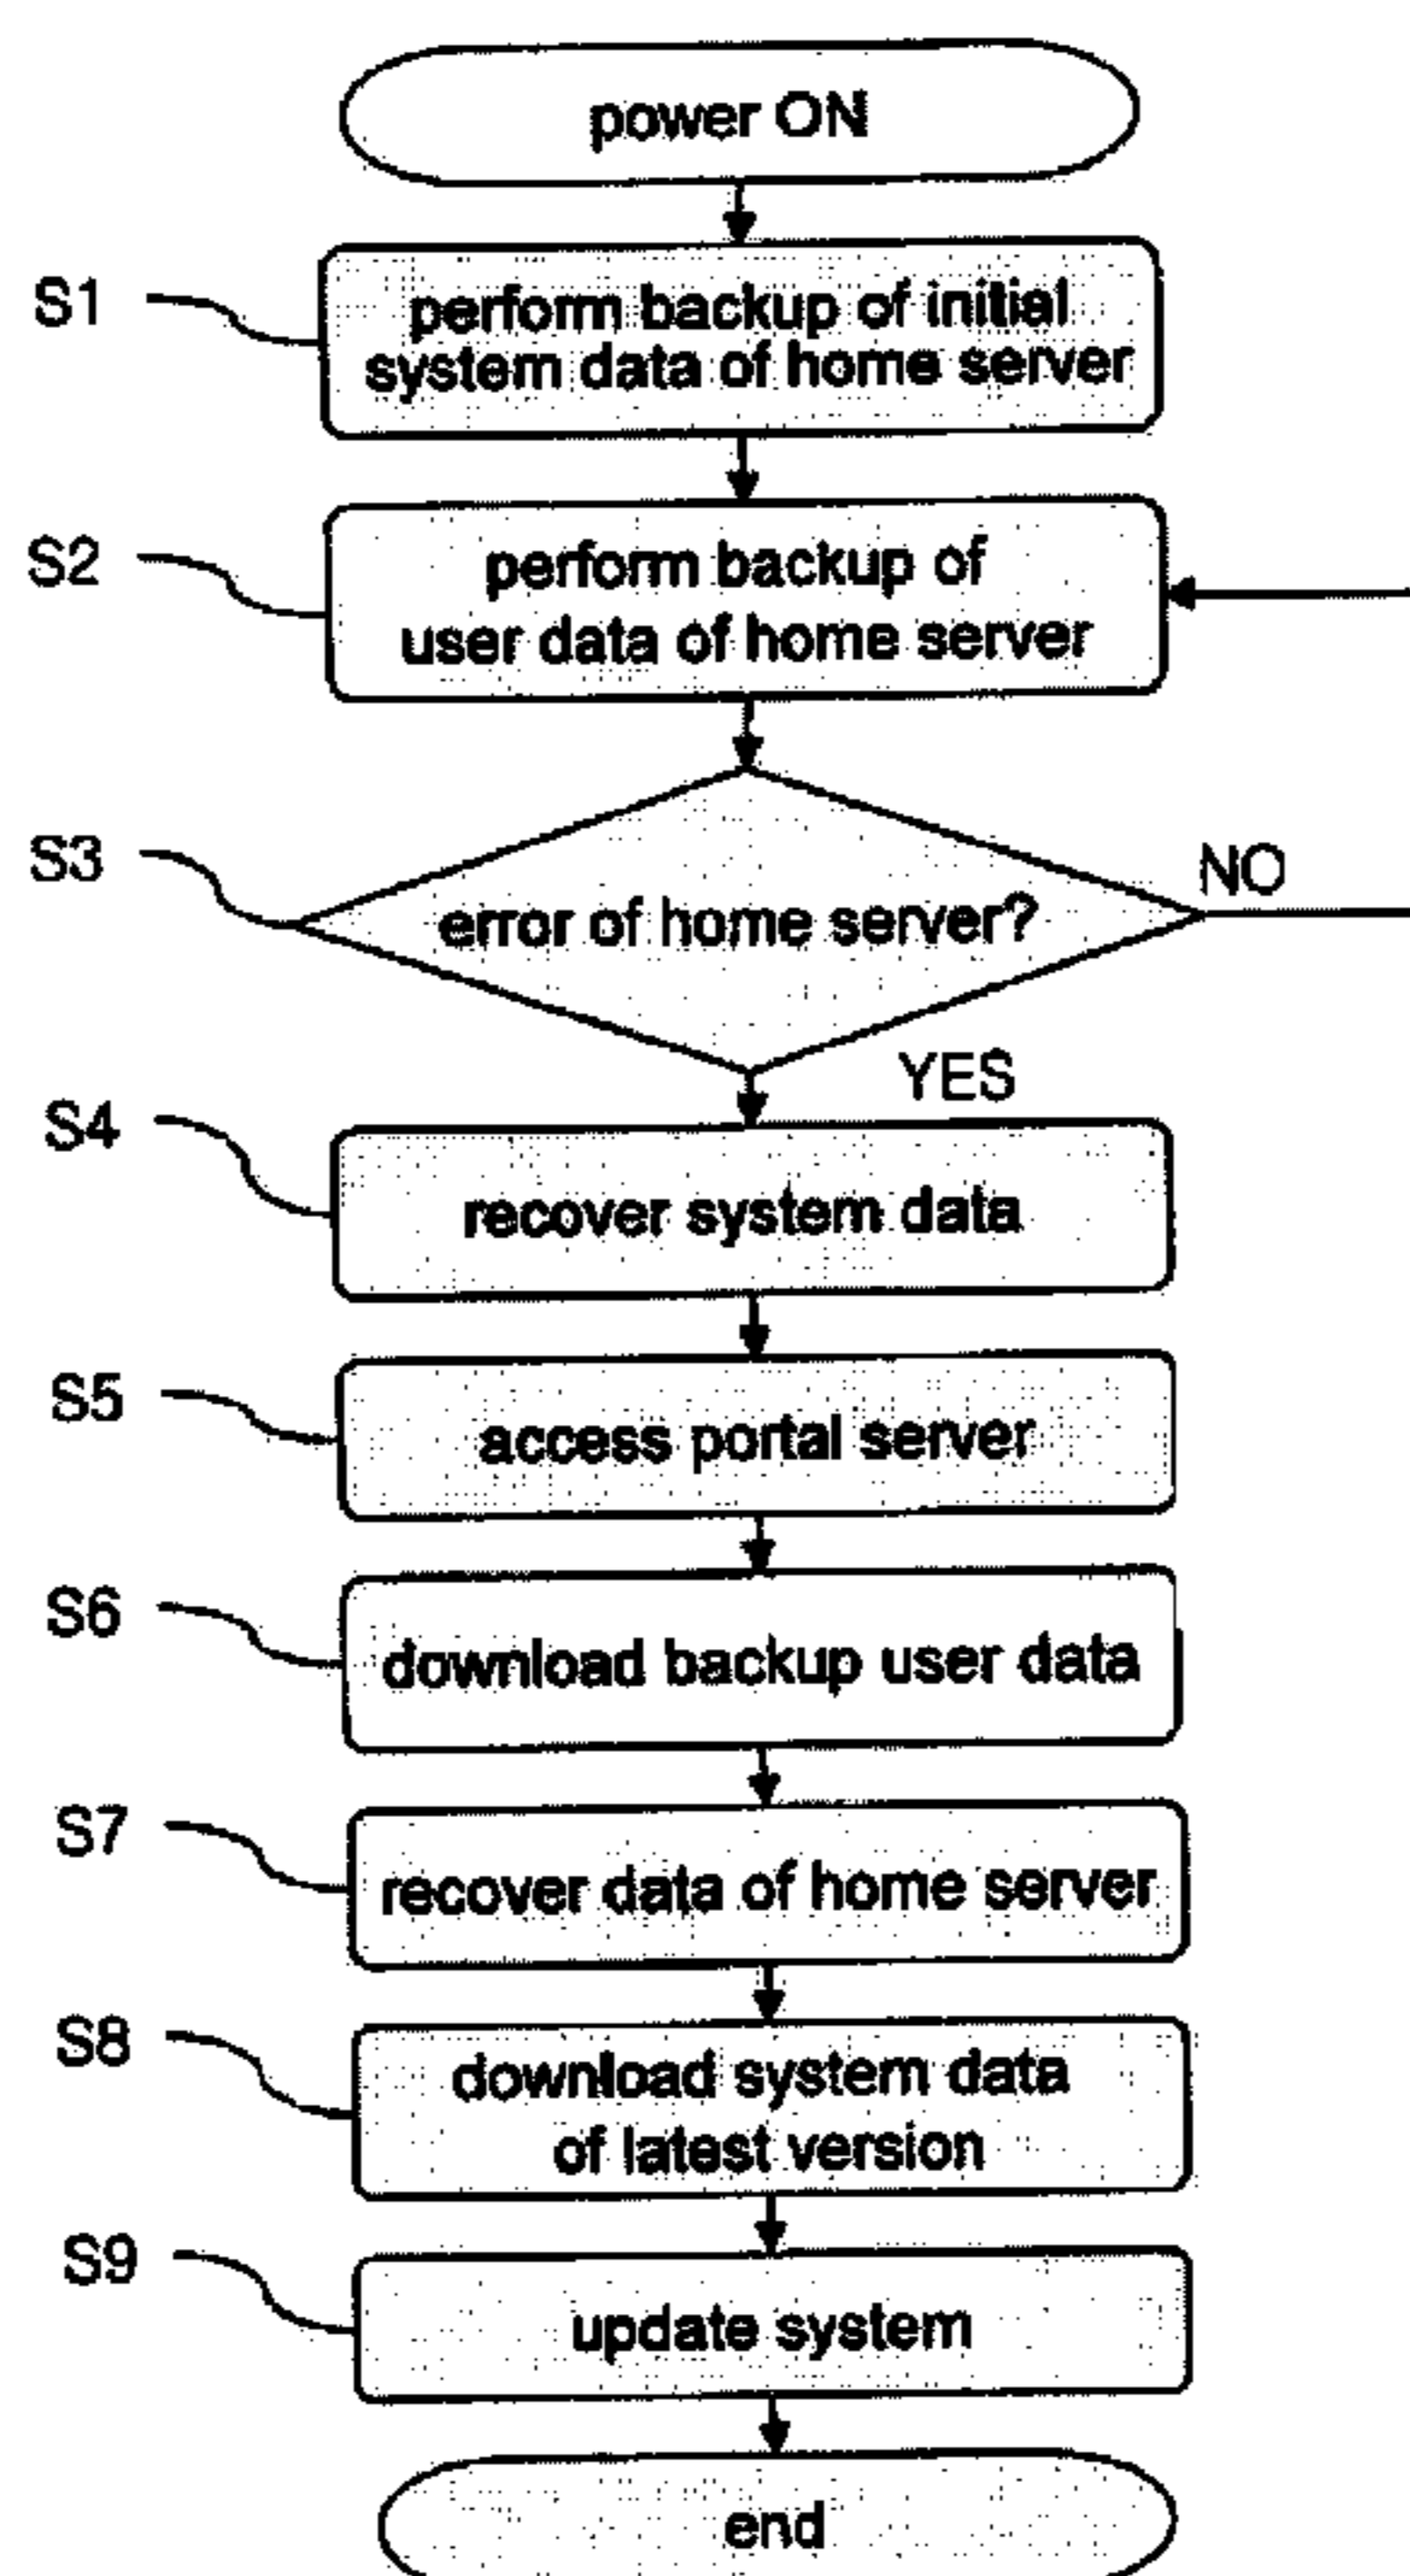 power ON
S1
perform backup of initial
system data of home server
S2
perform backup of
user data of home server
S3
error of home server?
NO
YES
S4
recover system data
S5
access portal server
S6
download backup user data
S7
recover data of home server
S8
download system data
of latest version
S9
update system
end